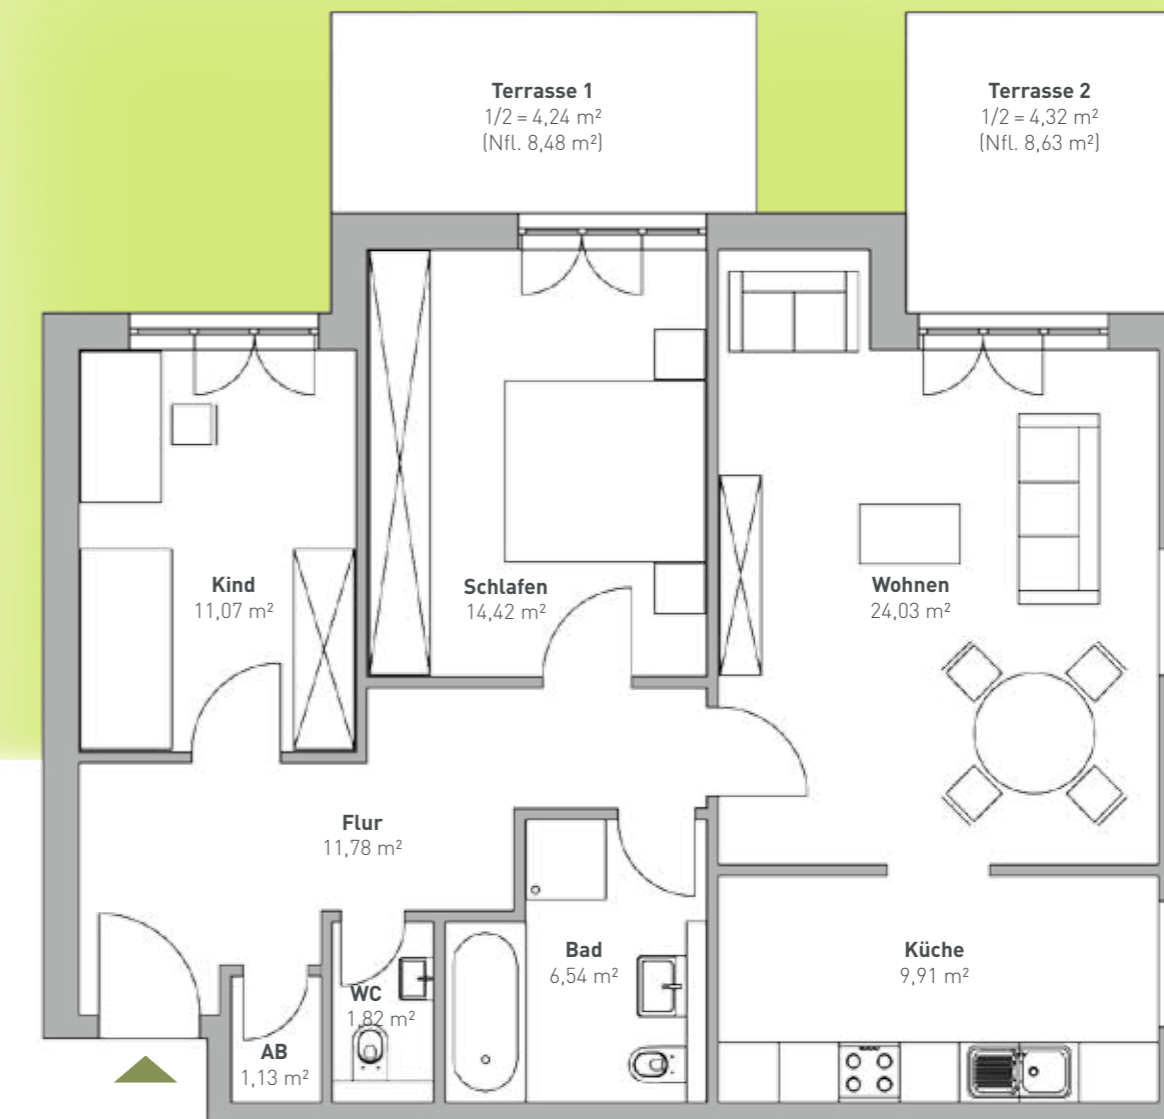 Terrasse 1
1/2 = 4,24 m²
(Nfl. 8,48 m²)
Terrasse 2
1/2 = 4,32 m²
(Nfl. 8,63 m²)
Kind
11,07 m²
Schlafen
14,42 m²
Wohnen
24,03 m²
Flur
11,78 m²
Bad
6,54 m²
Küche
9,91 m²
WC
1,82 m²
AB
1,13 m²